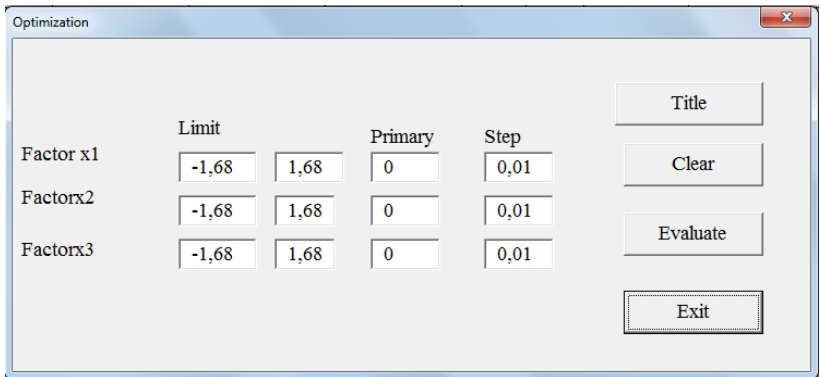 Optimization
Title
Limit
Primary Step
Factor x1 -1,68 1,68 0 0,01
Clear
Factorx2 -1,68 1,68 0 0,01
Evaluate
Factorx3 -1,68 1,68 0 0,01
Exit